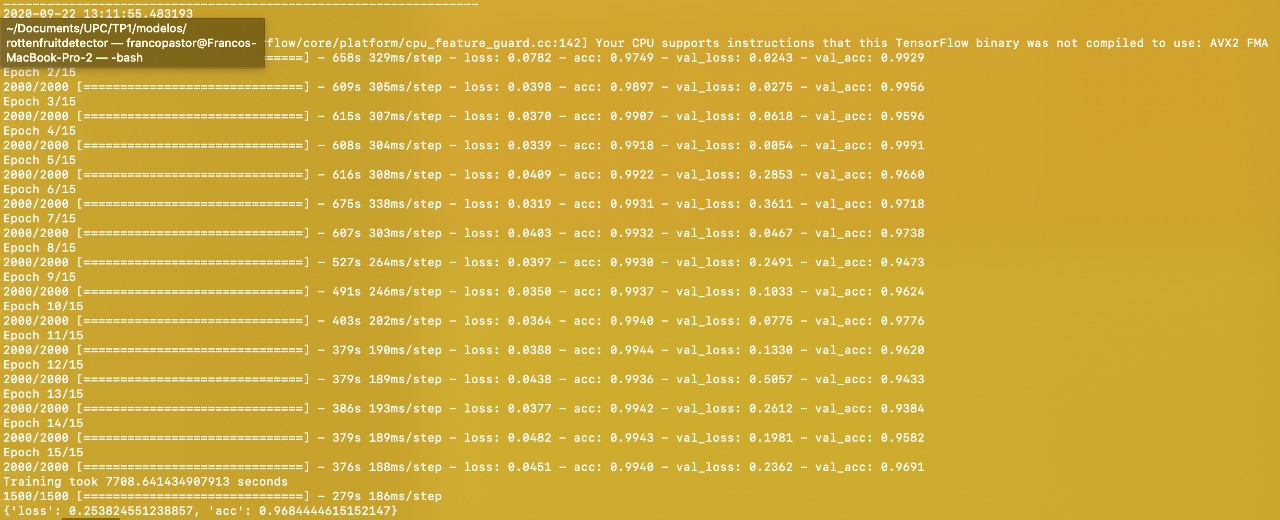 2020-09-22 13:11:55.483193
~/Documents/UPC/TP1/modelos/
rottenfruitdetector — francopastor@Francos-
MacBook-Pro-2 — -bash
rflow/core/platform/cpu_feature_guard.cc:142] Your CPU supports instructions that this TensorFlow binary was not compiled to use: AVX2 FMA
=====] - 658s 329ms/step - loss: 0.0782 - acc: 0.9749 - val_loss: 0.0243 - val_acc: 0.9929
Epoch 2/15
2000/2000 [==============================] - 609s 305ms/step - loss: 0.0398 - acc: 0.9897 - val_loss: 0.0275 - val_acc: 0.9956
Epoch 3/15
2000/2000 [==============================] - 615s 307ms/step - loss: 0.0370 - acc: 0.9907 - val_loss: 0.0618 - val_acc: 0.9596
Epoch 4/15
2000/2000 [==============================] - 608s 304ms/step - loss: 0.0339 - acc: 0.9918 - val_loss: 0.0054 - val_acc: 0.9991
Epoch 5/15
2000/2000 [==============================] - 616s 308ms/step - loss: 0.0409 - acc: 0.9922 - val_loss: 0.2853 - val_acc: 0.9660
Epoch 6/15
2000/2000 [==============================] - 675s 338ms/step - loss: 0.0319 - acc: 0.9931 - val_loss: 0.3611 - val_acc: 0.9718
Epoch 7/15
2000/2000 [==============================] - 607s 303ms/step - loss: 0.0403 - acc: 0.9932 - val_loss: 0.0467 - val_acc: 0.9738
Epoch 8/15
2000/2000 [==============================] - 527s 264ms/step - loss: 0.0397 - acc: 0.9930 - val_loss: 0.2491 - val_acc: 0.9473
Epoch 9/15
2000/2000 [==============================] - 491s 246ms/step - loss: 0.0350 - acc: 0.9937 - val_loss: 0.1033 - val_acc: 0.9624
Epoch 10/15
2000/2000 [==============================] - 403s 202ms/step - loss: 0.0364 - acc: 0.9940 - val_loss: 0.0775 - val_acc: 0.9776
Epoch 11/15
2000/2000 [==============================] - 379s 190ms/step - loss: 0.0388 - acc: 0.9944 - val_loss: 0.1330 - val_acc: 0.9620
Epoch 12/15
2000/2000 [==============================] - 379s 189ms/step - loss: 0.0438 - acc: 0.9936 - val_loss: 0.5057 - val_acc: 0.9433
Epoch 13/15
2000/2000 [==============================] - 386s 193ms/step - loss: 0.0377 - acc: 0.9942 - val_loss: 0.2612 - val_acc: 0.9384
Epoch 14/15
2000/2000 [==============================] - 379s 189ms/step - loss: 0.0482 - acc: 0.9943 - val_loss: 0.1981 - val_acc: 0.9582
Epoch 15/15
2000/2000 [==============================] - 376s 188ms/step - loss: 0.0451 - acc: 0.9940 - val_loss: 0.2362 - val_acc: 0.9691
Training took 7708.641434907913 seconds
1500/1500 [==============================] - 279s 186ms/step
{'loss': 0.253824551238857, 'acc': 0.9684444615152147}